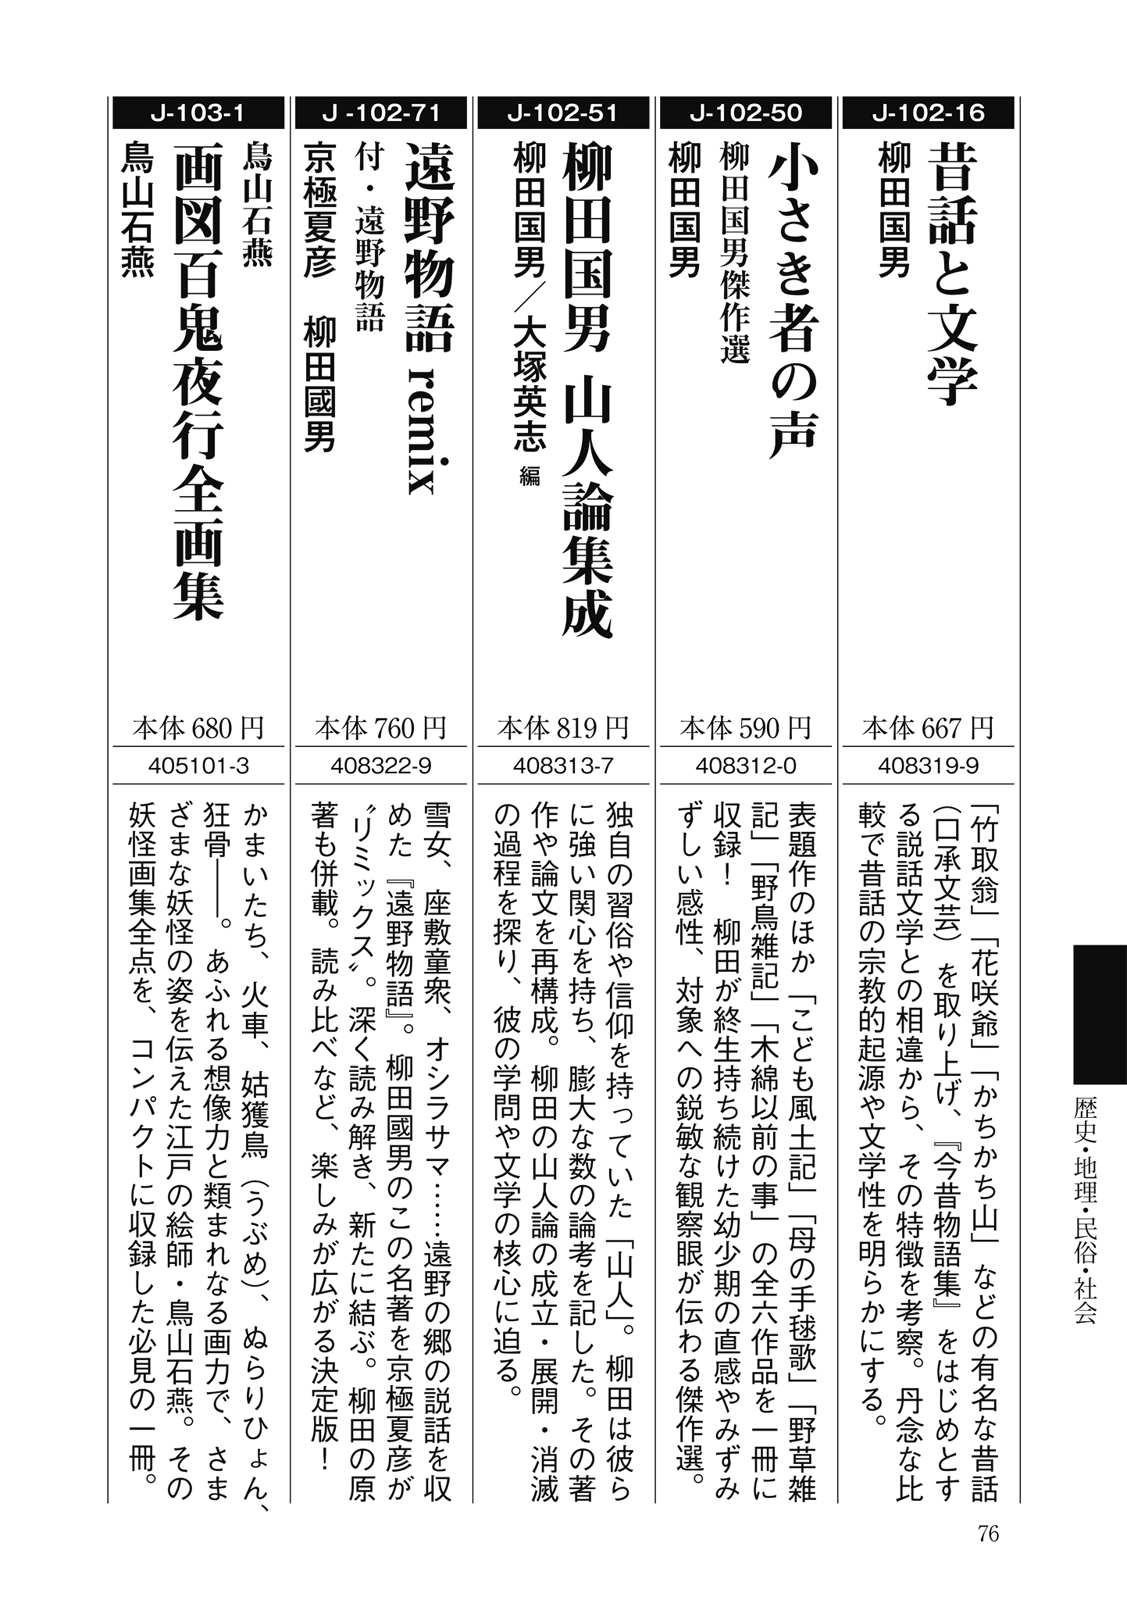 J-102-16
昔話と文学
柳田国男
本体667円
408319-9
「竹取翁」「花咲爺」「かちかち山」などの有名な昔話
（口承文芸）を取り上げ、『今昔物語集』をはじめとす
る説話文学との相違から、その特徴を考察。丹念な比
較で昔話の宗教的起源や文学性を明らかにする。
J-102-50
小さき者の声
柳田国男傑作選
柳田国男
本体590円
408312-0
表題作のほか「こども風土記」「母の手毬歌」「野草雑
記」「野鳥雑記」「木綿以前の事」の全六作品を一冊に
収録！　柳田が終生持ち続けた幼少期の直感やみずみ
ずしい感性、対象への鋭敏な観察眼が伝わる傑作選。
J-102-51
柳田国男 山人論集成
柳田国男／大塚英志 編
本体819円
408313-7
独自の習俗や信仰を持っていた「山人」。柳田は彼ら
に強い関心を持ち、膨大な数の論考を記した。その著
作や論文を再構成。柳田の山人論の成立・展開・消滅
の過程を探り、彼の学問や文学の核心に迫る。
J -102-71
遠野物語 remix
付・遠野物語
京極夏彦　柳田國男
本体760円
408322-9
雪女、座敷童衆、オシラサマ……遠野の郷の説話を収
めた『遠野物語』。柳田國男のこの名著を京極夏彦が
〝リミックス〟。深く読み解き、新たに結ぶ。柳田の原
著も併載。読み比べなど、楽しみが広がる決定版！
J-103-1
鳥山石燕
画図百鬼夜行全画集
鳥山石燕
本体680円
405101-3
かまいたち、火車、姑獲鳥（うぶめ）、ぬらりひょん、
狂骨――。あふれる想像力と類まれなる画力で、さま
ざまな妖怪の姿を伝えた江戸の絵師・鳥山石燕。その
妖怪画集全点を、コンパクトに収録した必見の一冊。
歴史・地理・民俗・社会
76